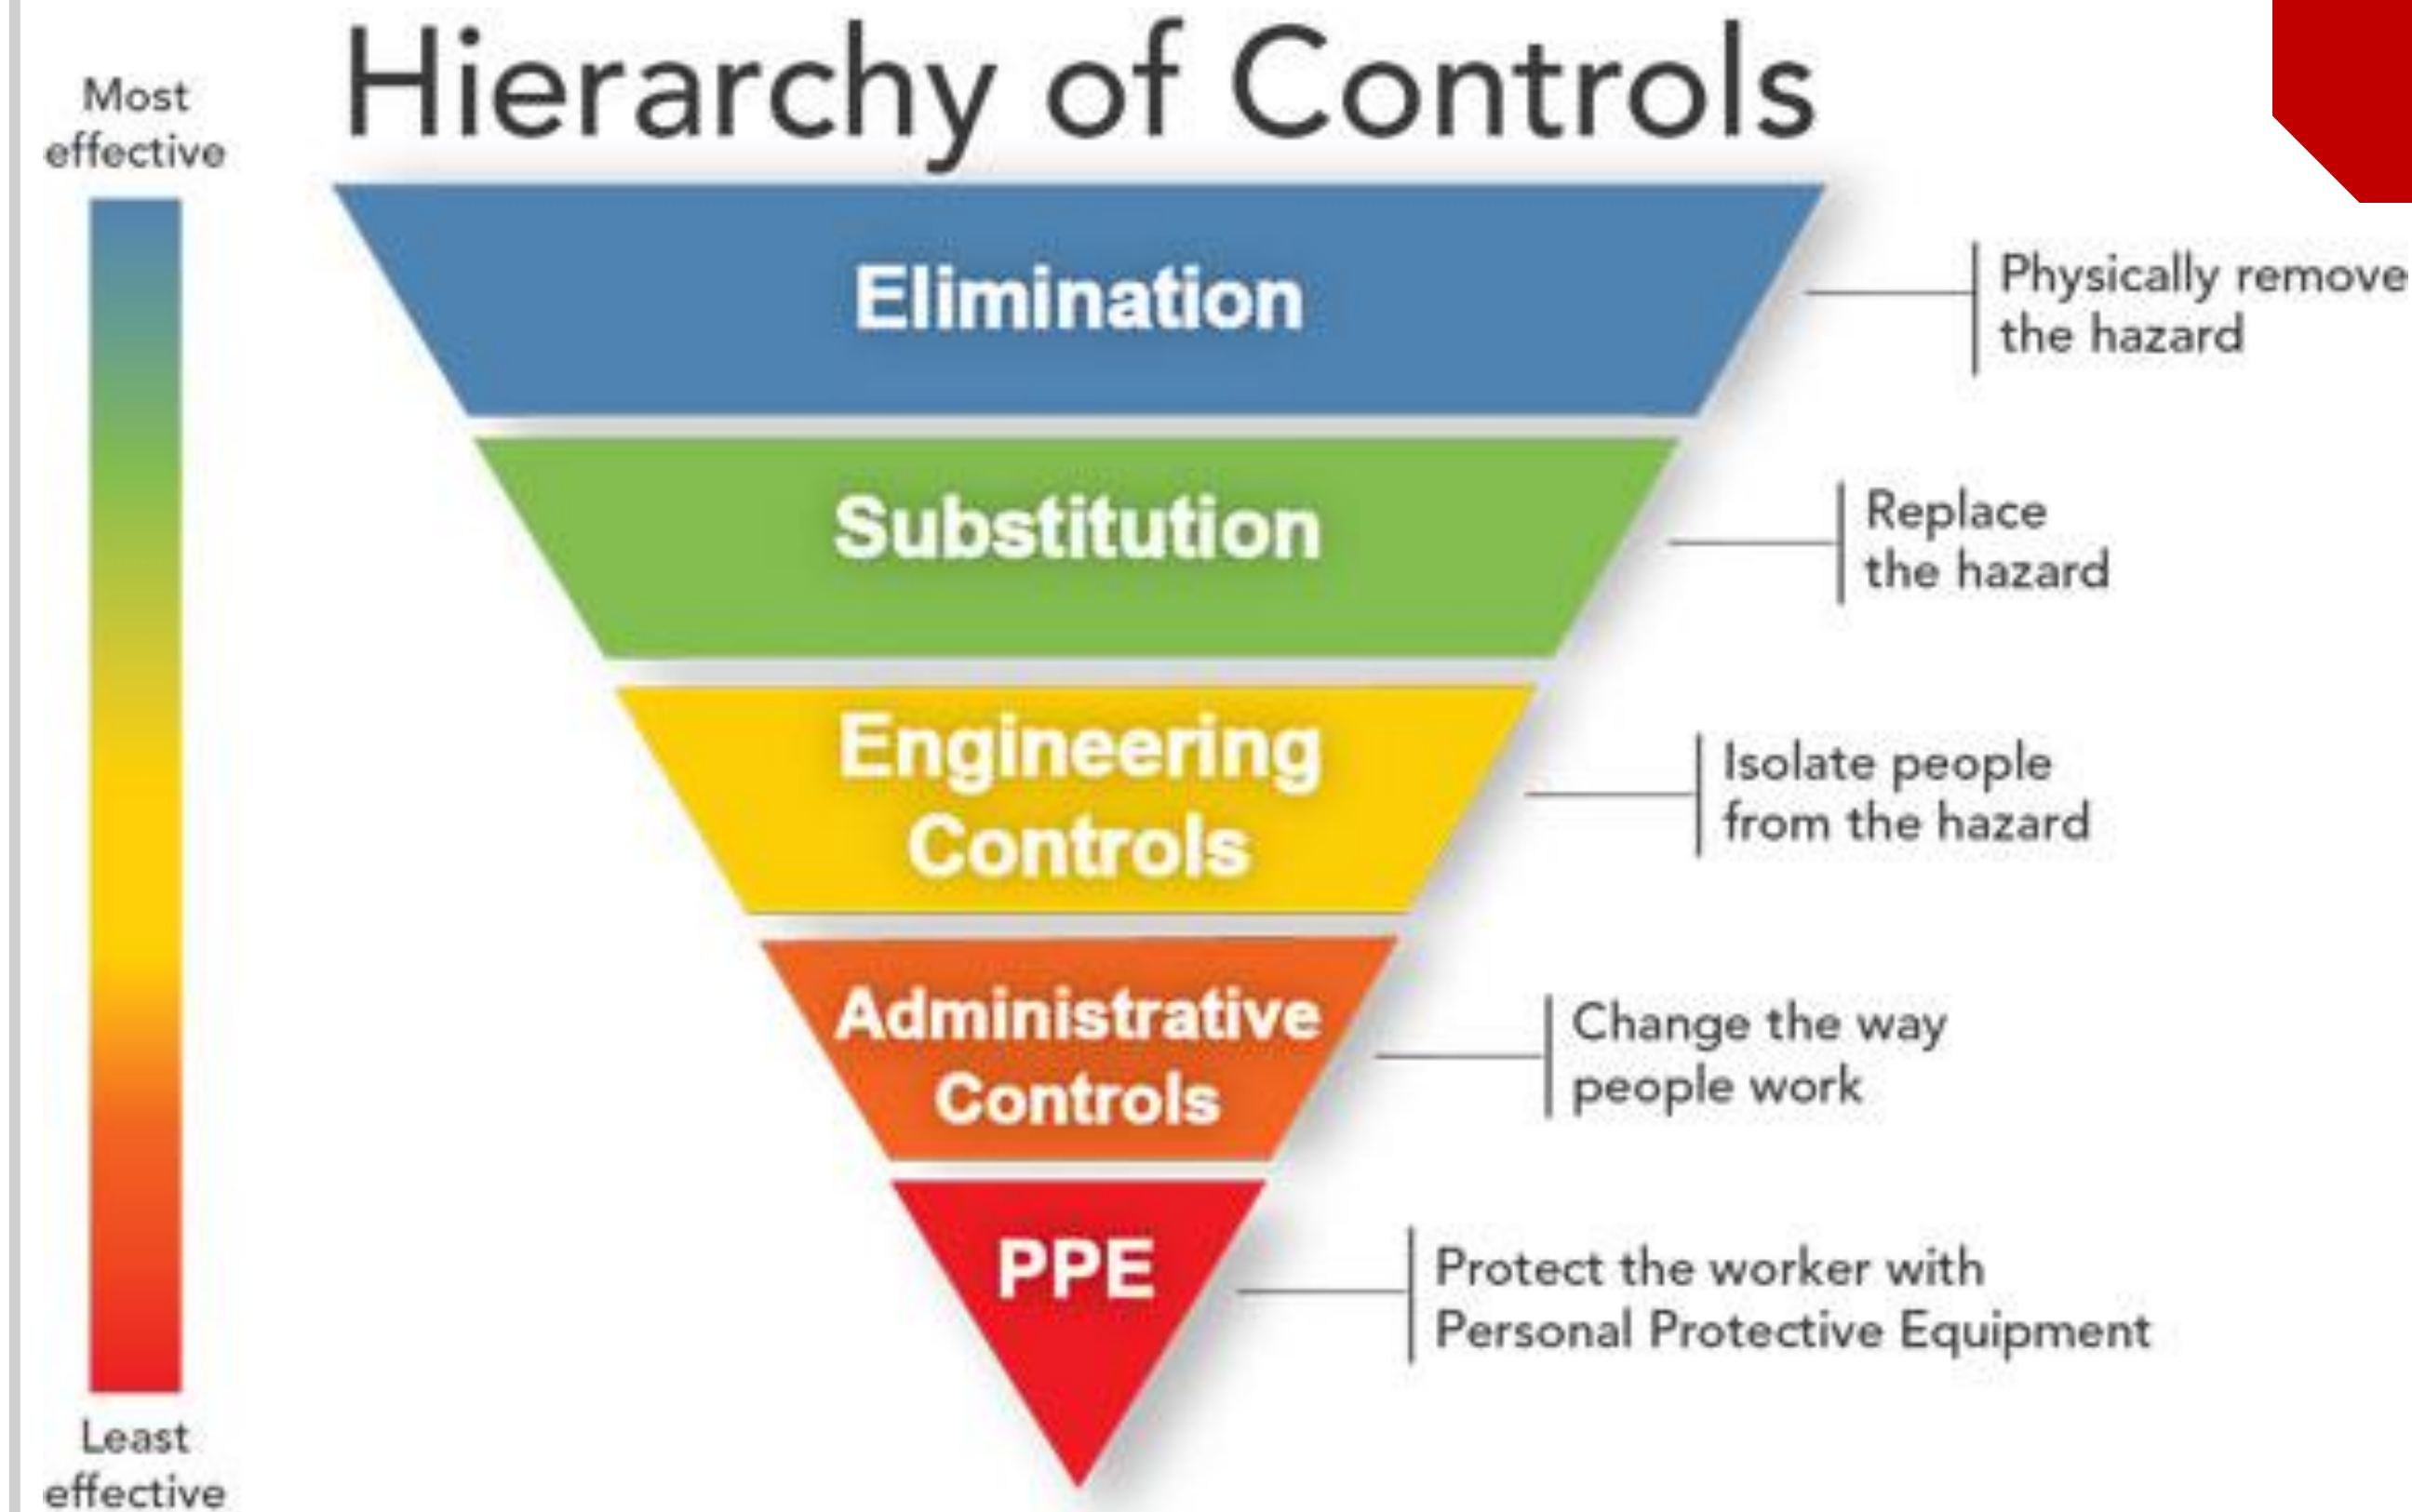 Hierarchy of Controls
Most
effective
Elimination
Physically remove
the hazard
Substitution
Replace
the hazard
Engineering
Controls
Isolate people
from the hazard
Administrative
Controls
Change the way
people work
PPE
Protect the worker with
Personal Protective Equipment
Least
effective